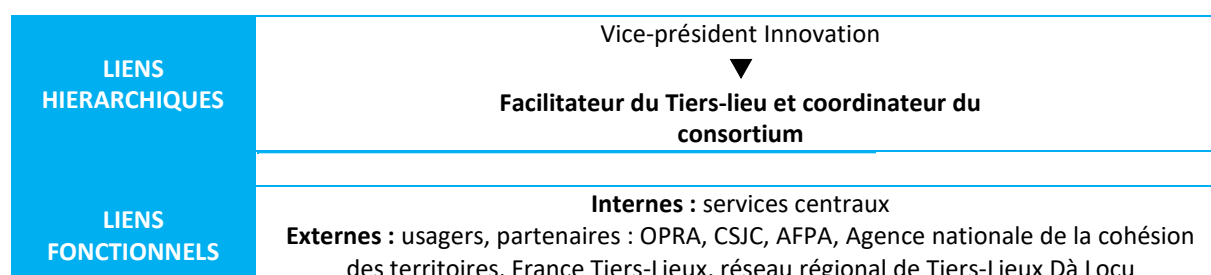 LIENS
HIERARCHIQUES
Vice-président Innovation
Facilitateur du Tiers-lieu et coordinateur du
consortium
LIENS
FONCTIONNELS
Internes : services centraux
Externes : usagers, partenaires : OPRA, CSJC, AFPA, Agence nationale de la cohésion
des territoires, France Tiers-Lieux, réseau régional de Tiers-Lieux Dà Locu